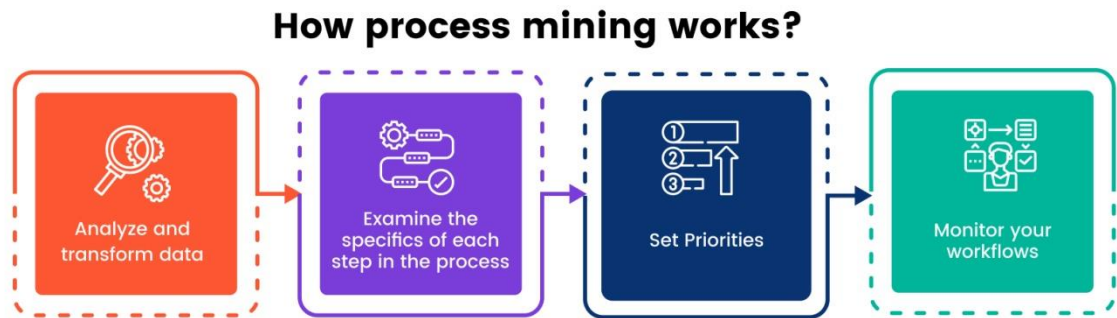 How process mining works?
Analyze and
transform data
Examine the
specifics of each
step in the process
1
2
3
Set Priorities
Monitor your
workflows